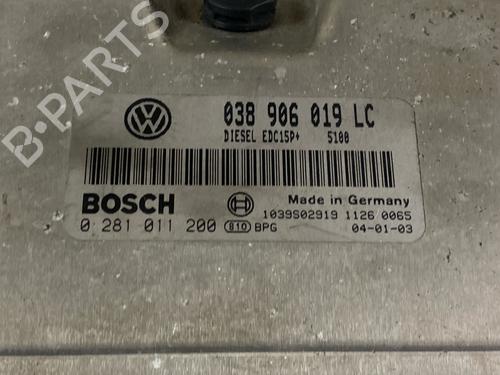 B-PARTS
038 906 019 LC
DIESEL EDC15P+ 5100
BOSCH
Made in Germany
1039S02919 1126 0065
0 281 011 200 810 BPG 04-01-03